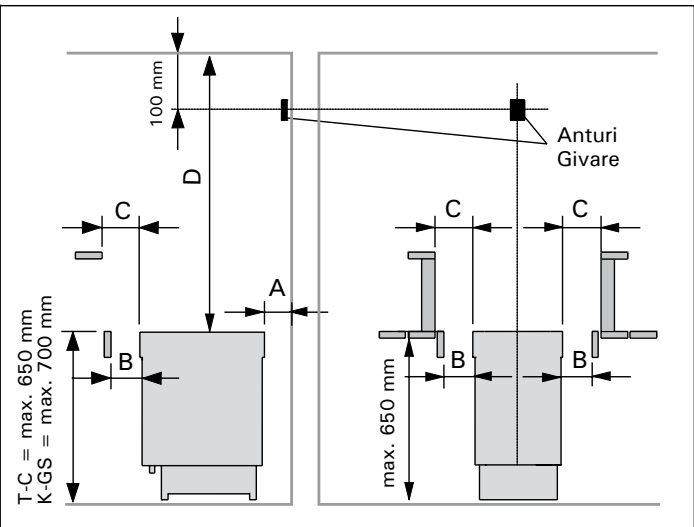 100 mm
D
C
A
B
T-C = max. 650 mm
K-GS = max. 700 mm
Anturi
Givare
C
C
B
B
max. 650 mm